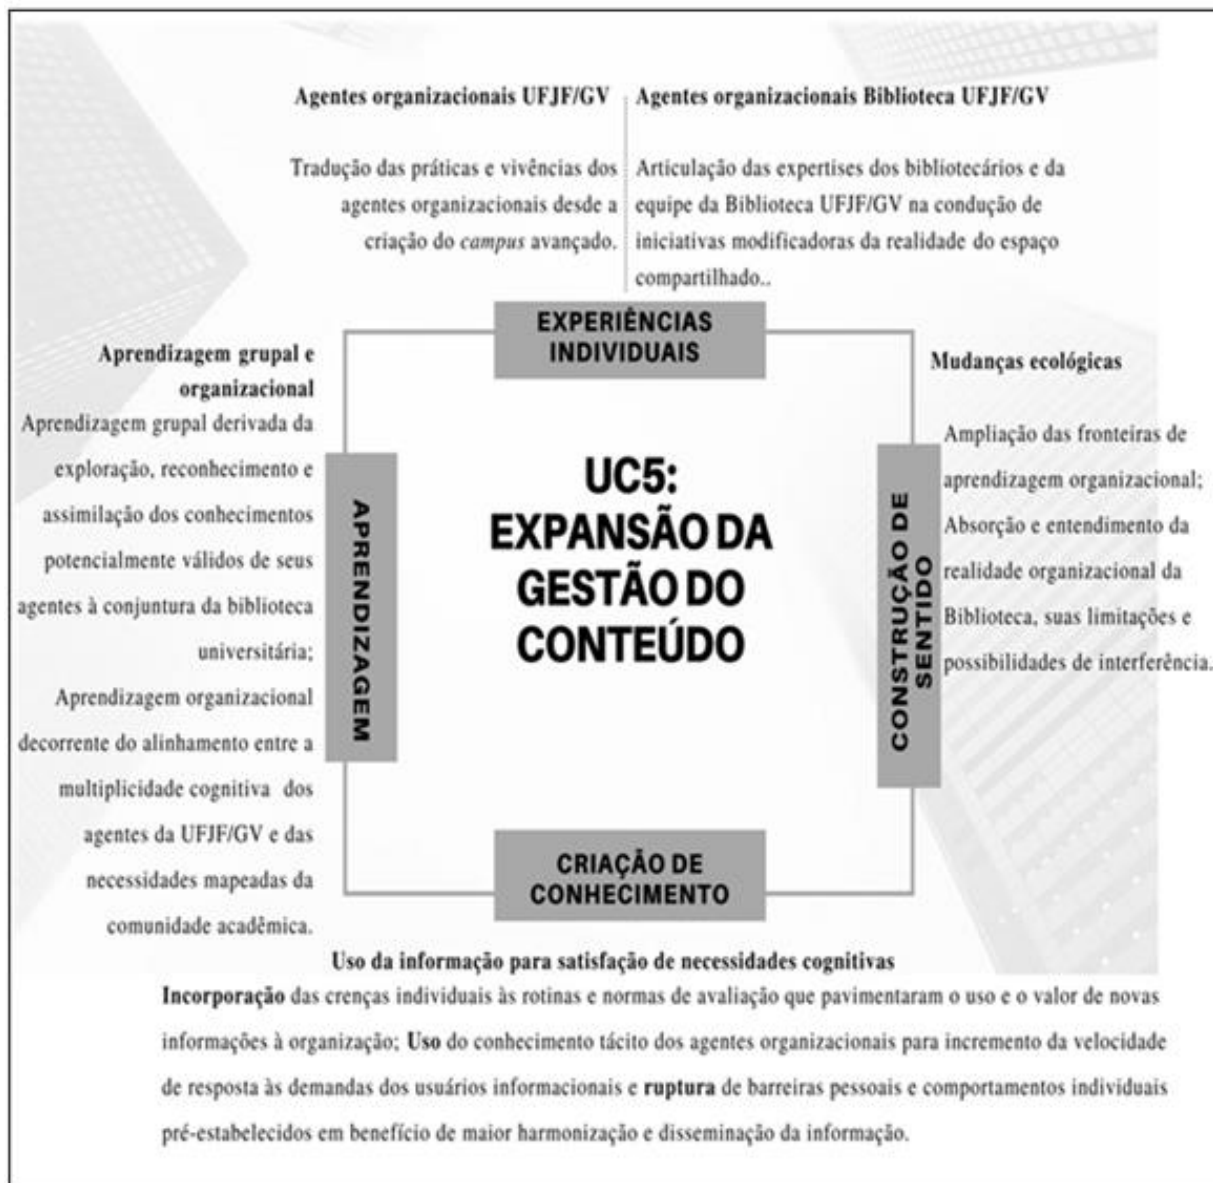 Agentes organizacionais UFJF/GV
Tradução das práticas e vivências dos
agentes organizacionais desde a
criação do campus avançado.
Agentes organizacionais Biblioteca UFJF/GV
Articulação das expertises dos bibliotecários e da
equipe da Biblioteca UFJF/GV na condução de
iniciativas modificadoras da realidade do espaço
compartilhado..
EXPERIÊNCIAS
INDIVIDUAIS
Aprendizagem grupal e
organizacional
Aprendizagem grupal derivada da
exploração, reconhecimento e
assimilação dos conhecimentos
potencialmente válidos de seus
agentes à conjuntura da biblioteca
universitária;
Aprendizagem organizacional
decorrente do alinhamento entre a
multiplicidade cognitiva dos
agentes da UFJF/GV e das
necessidades mapeadas da
comunidade acadêmica.
APRENDIZAGEM
UC5:
EXPANSÃO DA
GESTÃO DO
CONTEÚDO
CONSTRUÇÃO DE
SENTIDO
Mudanças ecológicas
Ampliação das fronteiras de
aprendizagem organizacional;
Absorção e entendimento da
realidade organizacional da
Biblioteca, suas limitações e
possibilidades de interferência.
CRIAÇÃO DE
CONHECIMENTO
Uso da informação para satisfação de necessidades cognitivas
Incorporação das crenças individuais às rotinas e normas de avaliação que pavimentaram o uso e o valor de novas
informações à organização; Uso do conhecimento tácito dos agentes organizacionais para incremento da velocidade
de resposta às demandas dos usuários informacionais e ruptura de barreiras pessoais e comportamentos individuais
pré-estabelecidos em benefício de maior harmonização e disseminação da informação.